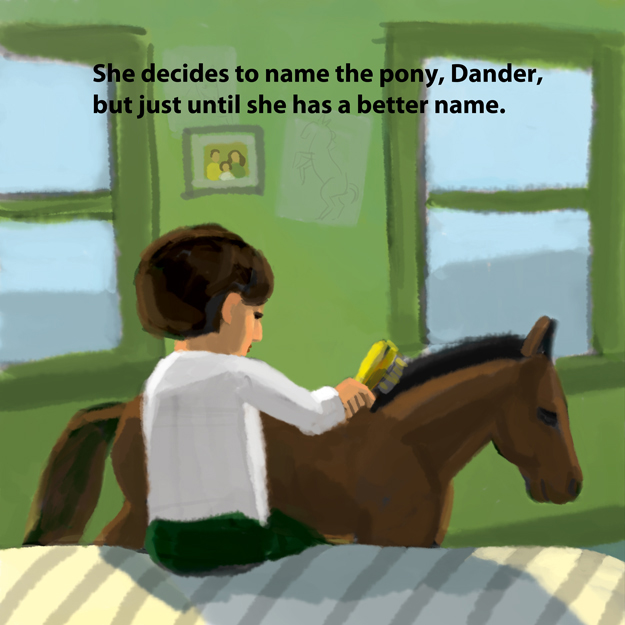 She decides to name the pony, Dander,
but just until she has a better name.